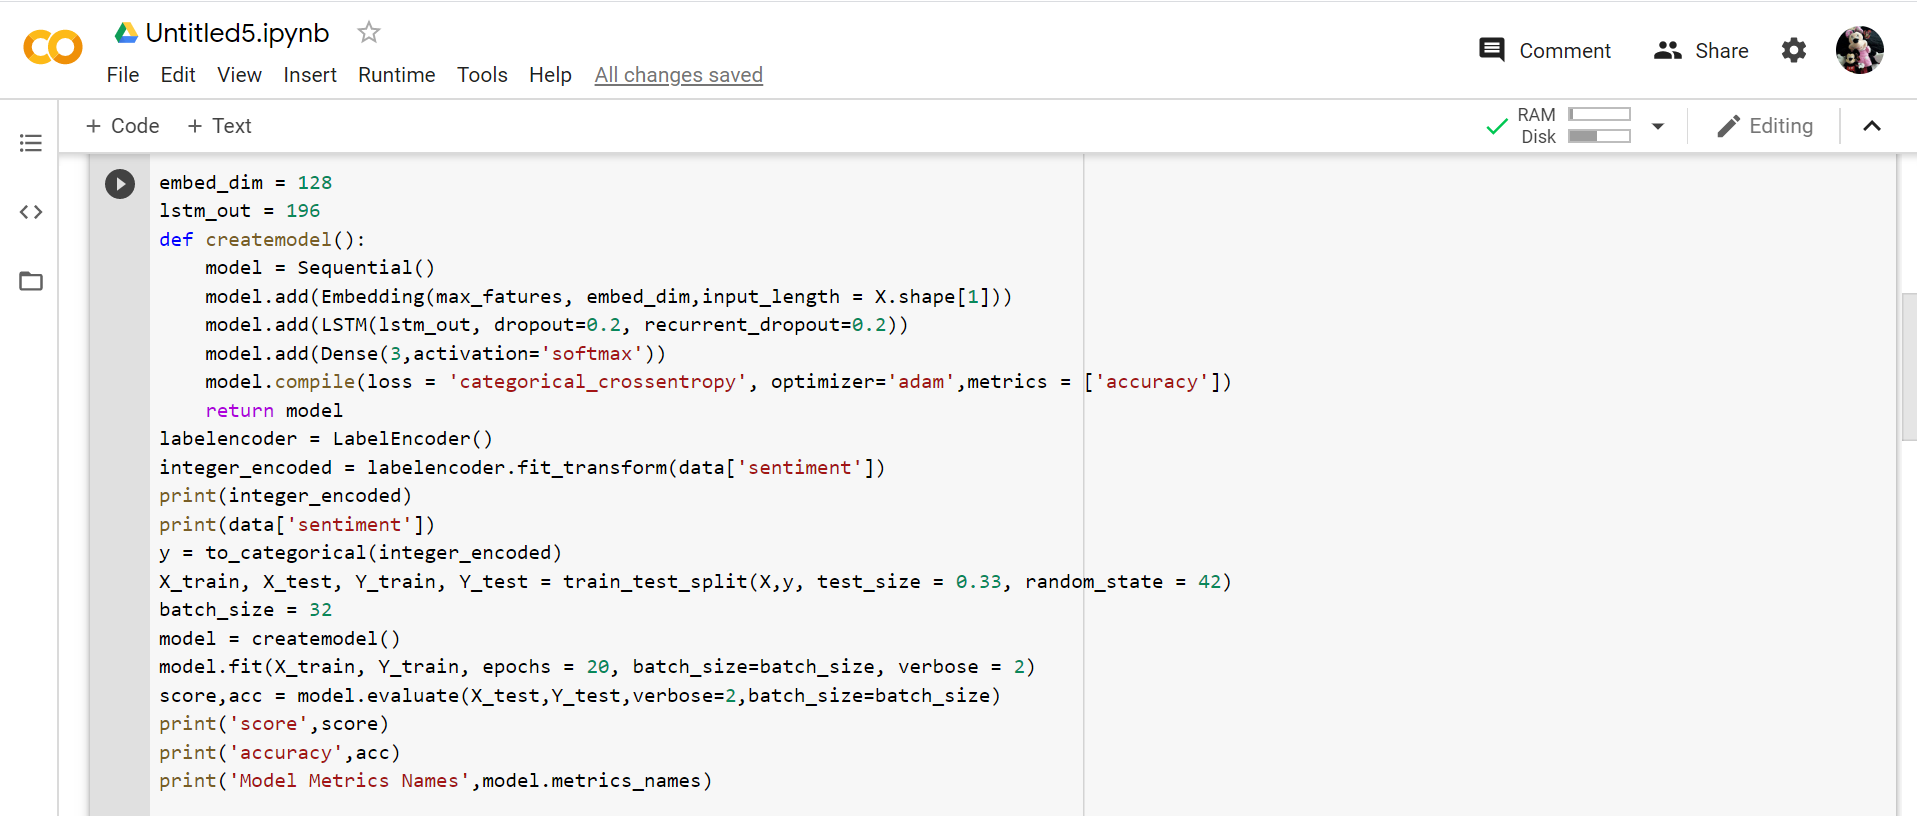 Untitled5.ipynb
File Edit View Insert Runtime Tools Help All changes saved
Comment Share
+ Code + Text
RAM
Disk
Editing
embed_dim = 128
lstm_out = 196
def createmodel():
    model = Sequential()
    model.add(Embedding(max_fatures, embed_dim,input_length = X.shape[1]))
    model.add(LSTM(lstm_out, dropout=0.2, recurrent_dropout=0.2))
    model.add(Dense(3,activation='softmax'))
    model.compile(loss = 'categorical_crossentropy', optimizer='adam',metrics = ['accuracy'])
    return model
labelencoder = LabelEncoder()
integer_encoded = labelencoder.fit_transform(data['sentiment'])
print(integer_encoded)
print(data['sentiment'])
y = to_categorical(integer_encoded)
X_train, X_test, Y_train, Y_test = train_test_split(X,y, test_size = 0.33, random_state = 42)
batch_size = 32
model = createmodel()
model.fit(X_train, Y_train, epochs = 20, batch_size=batch_size, verbose = 2)
score,acc = model.evaluate(X_test,Y_test,verbose=2,batch_size=batch_size)
print('score',score)
print('accuracy',acc)
print('Model Metrics Names',model.metrics_names)